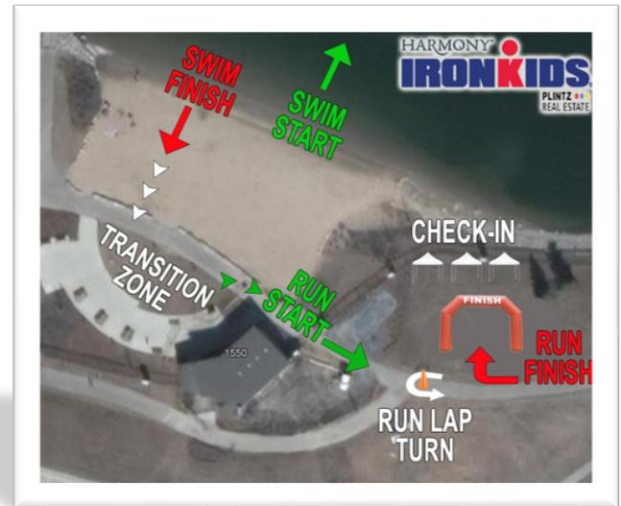 HARMONY
IRONKIDS
PLINTZ
REAL ESTATE
SWIM
FINISH
SWIM
START
TRANSITION
ZONE
RUN
START
CHECK-IN
FINISH
RUN
FINISH
1550
RUN LAP
TURN